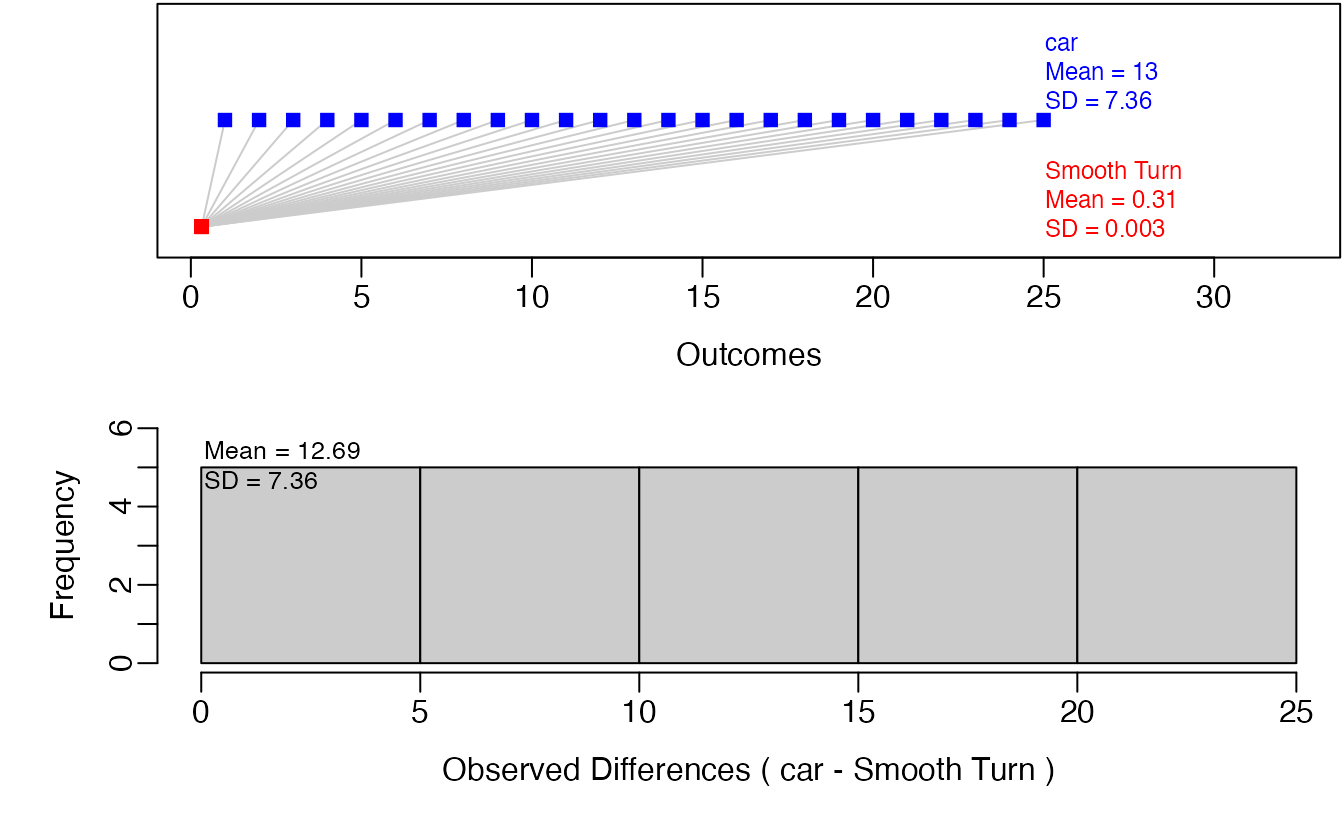 car
Mean = 13
SD = 7.36
Smooth Turn
Mean = 0.31
SD = 0.003
0 5 10 15 20 25 30
Outcomes
6
4
2
0
Frequency
Mean = 12.69
SD = 7.36
0 5 10 15 20 25
Observed Differences ( car - Smooth Turn )